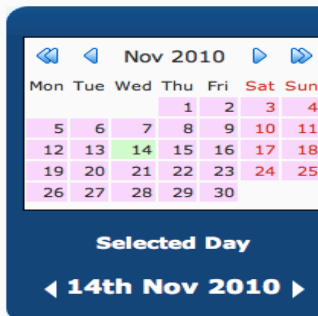 Nov 2010
Mon Tue Wed Thu Fri Sat Sun
1 2 3 4
5 6 7 8 9 10 11
12 13 14 15 16 17 18
19 20 21 22 23 24 25
26 27 28 29 30
Selected Day
14th Nov 2010